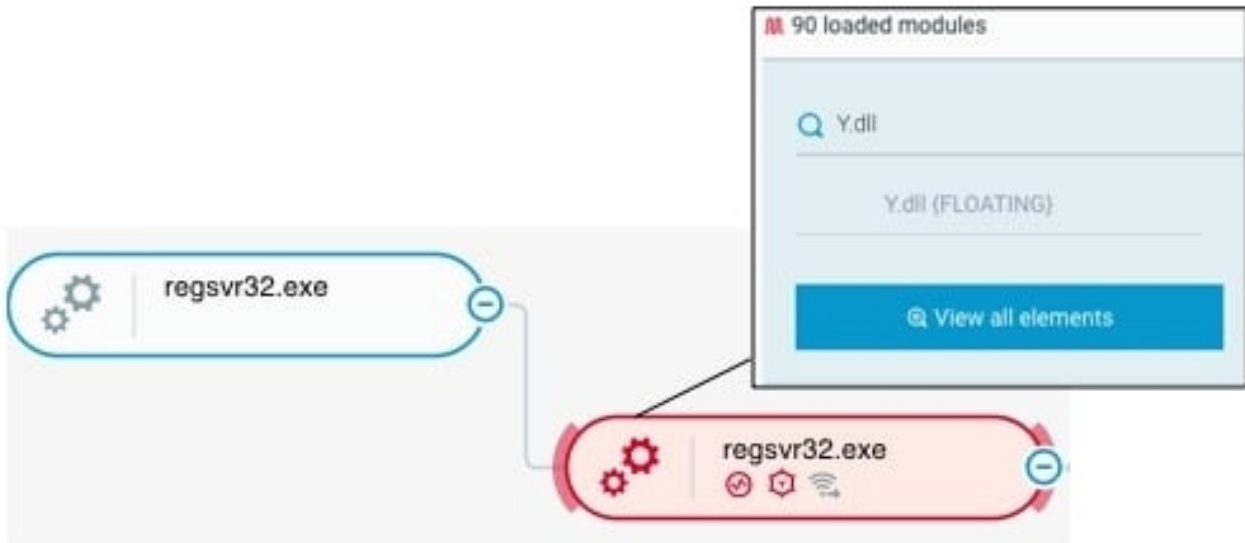 90 loaded modules
Y.dll
Y.dll (FLOATING)
View all elements
regsvr32.exe
regsvr32.exe